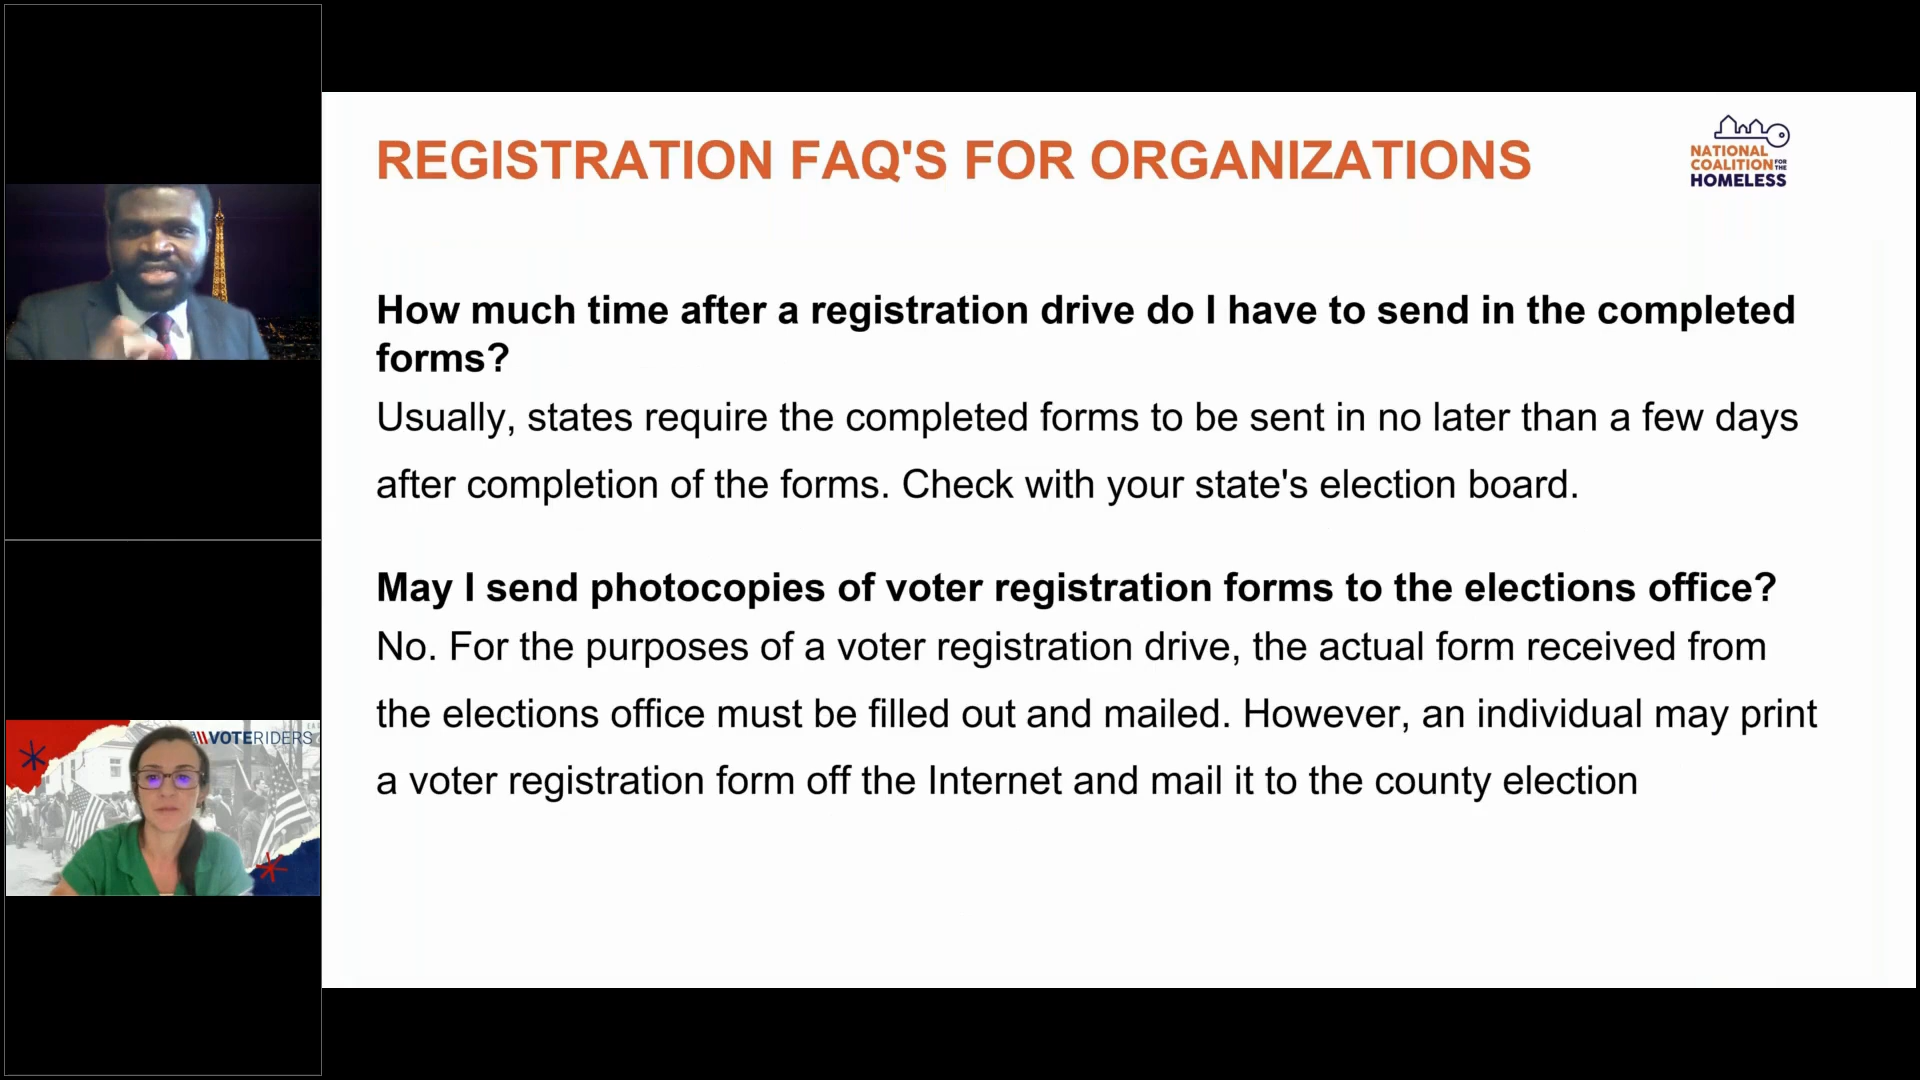 REGISTRATION FAQ'S FOR ORGANIZATIONS
NATIONAL
COALITION FOR THE
HOMELESS
How much time after a registration drive do I have to send in the completed
forms?
Usually, states require the completed forms to be sent in no later than a few days
after completion of the forms. Check with your state's election board.
May I send photocopies of voter registration forms to the elections office?
No. For the purposes of a voter registration drive, the actual form received from
the elections office must be filled out and mailed. However, an individual may print
a voter registration form off the Internet and mail it to the county election
VOTERIDERS